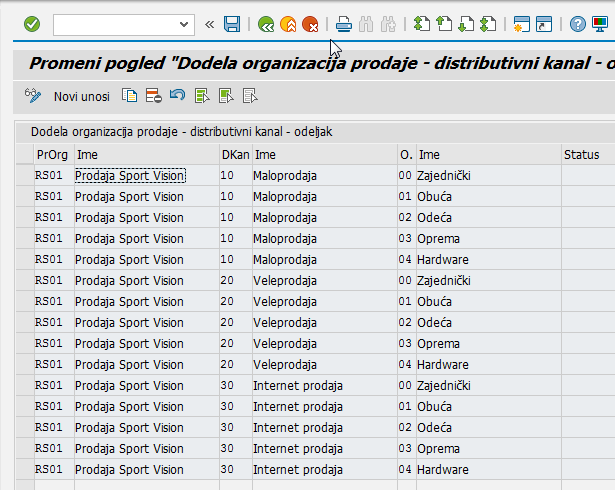 Promeni pogled "Dodela organizacija prodaje - distributivni kanal - o
Novi unosi
Dodela organizacija prodaje - distributivni kanal - odeljak
PrOrg Ime DKan Ime O. Ime Status
RS01 Prodaja Sport Vision 10 Maloprodaja 00 Zajednički
RS01 Prodaja Sport Vision 10 Maloprodaja 01 Obuća
RS01 Prodaja Sport Vision 10 Maloprodaja 02 Odeća
RS01 Prodaja Sport Vision 10 Maloprodaja 03 Oprema
RS01 Prodaja Sport Vision 10 Maloprodaja 04 Hardware
RS01 Prodaja Sport Vision 20 Veleprodaja 00 Zajednički
RS01 Prodaja Sport Vision 20 Veleprodaja 01 Obuća
RS01 Prodaja Sport Vision 20 Veleprodaja 02 Odeća
RS01 Prodaja Sport Vision 20 Veleprodaja 03 Oprema
RS01 Prodaja Sport Vision 20 Veleprodaja 04 Hardware
RS01 Prodaja Sport Vision 30 Internet prodaja 00 Zajednički
RS01 Prodaja Sport Vision 30 Internet prodaja 01 Obuća
RS01 Prodaja Sport Vision 30 Internet prodaja 02 Odeća
RS01 Prodaja Sport Vision 30 Internet prodaja 03 Oprema
RS01 Prodaja Sport Vision 30 Internet prodaja 04 Hardware